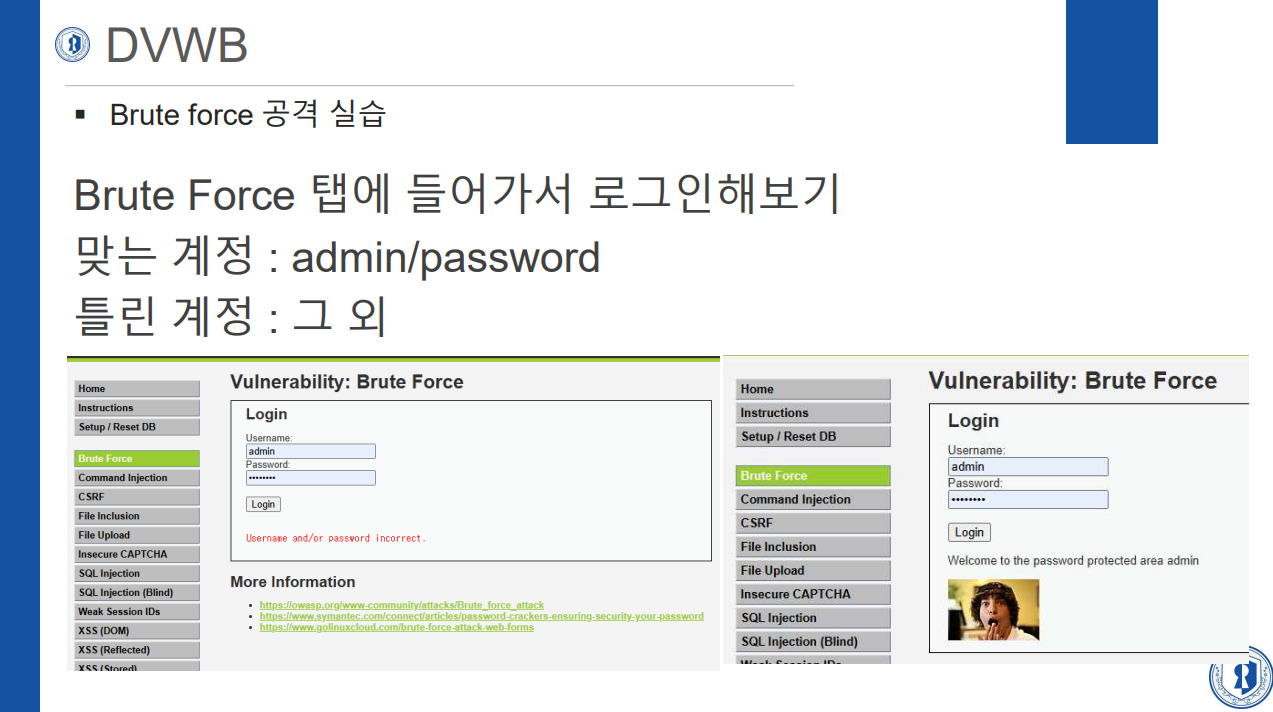 DVWB
▪ Brute force 공격 실습
Brute Force 탭에 들어가서 로그인해보기
맞는 계정 : admin/password
틀린 계정 : 그 외
Home
Instructions
Setup / Reset DB
Brute Force
Command Injection
CSRF
File Inclusion
File Upload
Insecure CAPTCHA
SQL Injection
SQL Injection (Blind)
Weak Session IDs
XSS (DOM)
XSS (Reflected)
XSS (Stored)
Vulnerability: Brute Force
Login
Username:
admin
Password:
••••••••
Login
Username and/or password incorrect.
More Information
• https://owasp.org/www-community/attacks/Brute_force_attack
• https://www.symantec.com/connect/articles/password-crackers-ensuring-security-your-password
• https://www.golinuxcloud.com/brute-force-attack-web-forms
Home
Instructions
Setup / Reset DB
Brute Force
Command Injection
CSRF
File Inclusion
File Upload
Insecure CAPTCHA
SQL Injection
SQL Injection (Blind)
Weak Session IDs
Vulnerability: Brute Force
Login
Username:
admin
Password:
••••••••
Login
Welcome to the password protected area admin